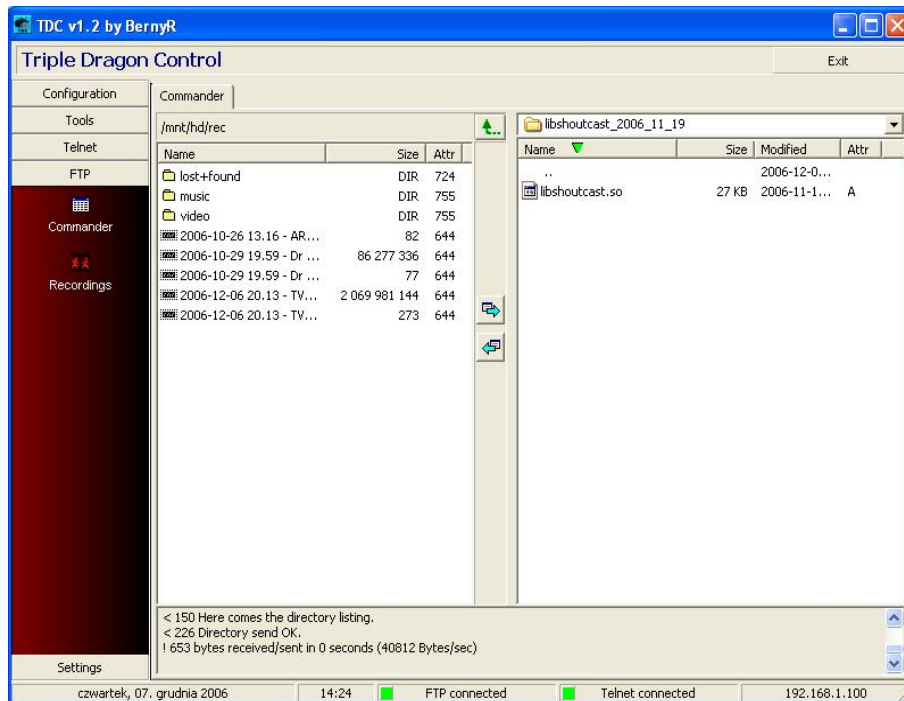 TDC v1.2 by BernyR
Triple Dragon Control
Exit
Configuration
Tools
Telnet
FTP
Commander
Recordings
Settings
Commander
/mnt/hd/rec
Name Size Attr
lost+found DIR 724
music DIR 755
video DIR 755
2006-10-26 13.16 - AR... 82 644
2006-10-29 19.59 - Dr ... 86 277 336 644
2006-10-29 19.59 - Dr ... 77 644
2006-12-06 20.13 - TV... 2 069 981 144 644
2006-12-06 20.13 - TV... 273 644
libshoutcast_2006_11_19
Name Size Modified Attr
.. 2006-12-0...
libshoutcast.so 27 KB 2006-11-1... A
< 150 Here comes the directory listing.
< 226 Directory send OK.
! 653 bytes received/sent in 0 seconds (40812 Bytes/sec)
czwartek, 07. grudnia 2006 14:24 FTP connected Telnet connected 192.168.1.100